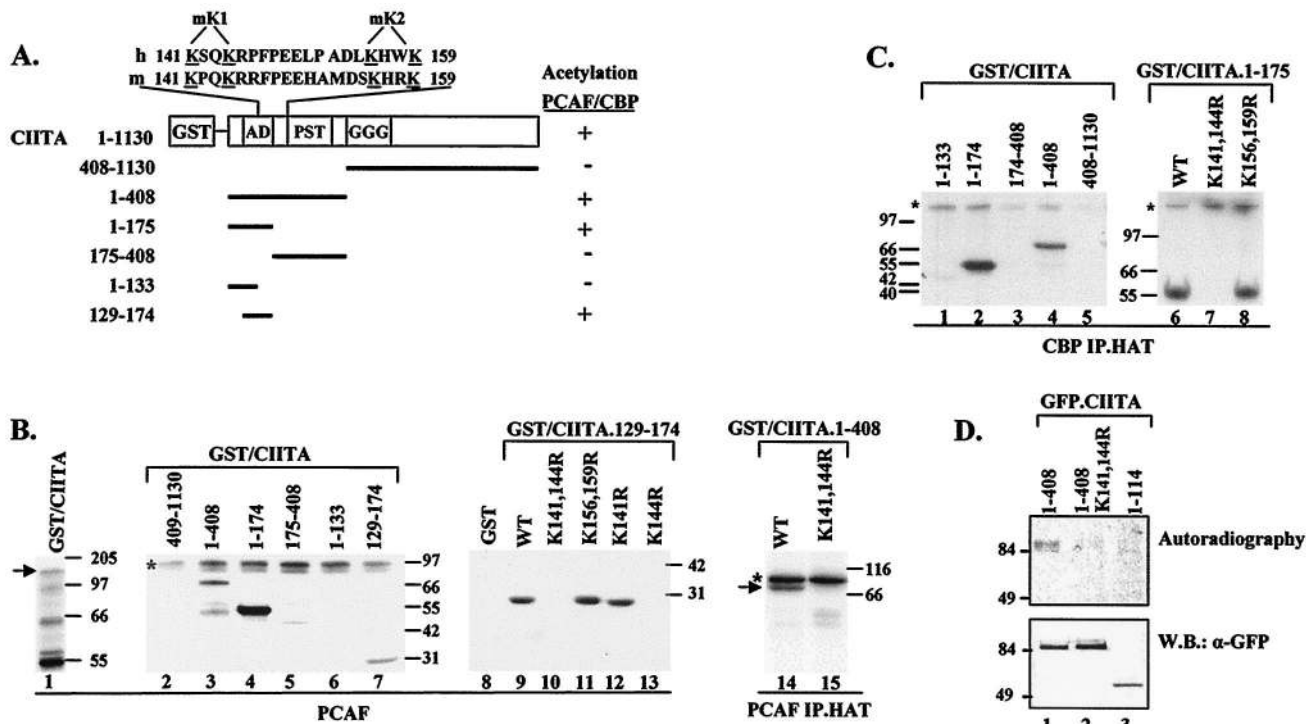 A.
mK1 mK2
h 141 KSQKRPFPEELPADLKHWK 159
m 141 KPQKRRFPEEHAMDSKHRK 159
Acetylation
PCAF/CBP
CIITA 1-1130 GST AD PST GGG +
408-1130 -
1-408 +
1-175 +
175-408 -
1-133 -
129-174 +
B.
GST/CIITA
205
97
66
55
1
GST/CIITA
409-1130
1-408
1-174
175-408
1-133
129-174
*
97
66
55
42
31
2 3 4 5 6 7
GST/CIITA.129-174
GST
WT
K141,144R
K156,159R
K141R
K144R
42
31
8 9 10 11 12 13
PCAF
GST/CIITA.1-408
WT
K141,144R
*
116
66
14 15
PCAF IP.HAT
C.
GST/CIITA
1-133
1-174
174-408
1-408
408-1130
*
97
66
55
42
40
1 2 3 4 5
GST/CIITA.1-175
WT
K141,144R
K156,159R
*
97
66
55
6 7 8
CBP IP.HAT
D.
GFP.CIITA
1-408
1-408
K141,144R
1-114
84
49
Autoradiography
84
49
W.B.: α-GFP
1 2 3